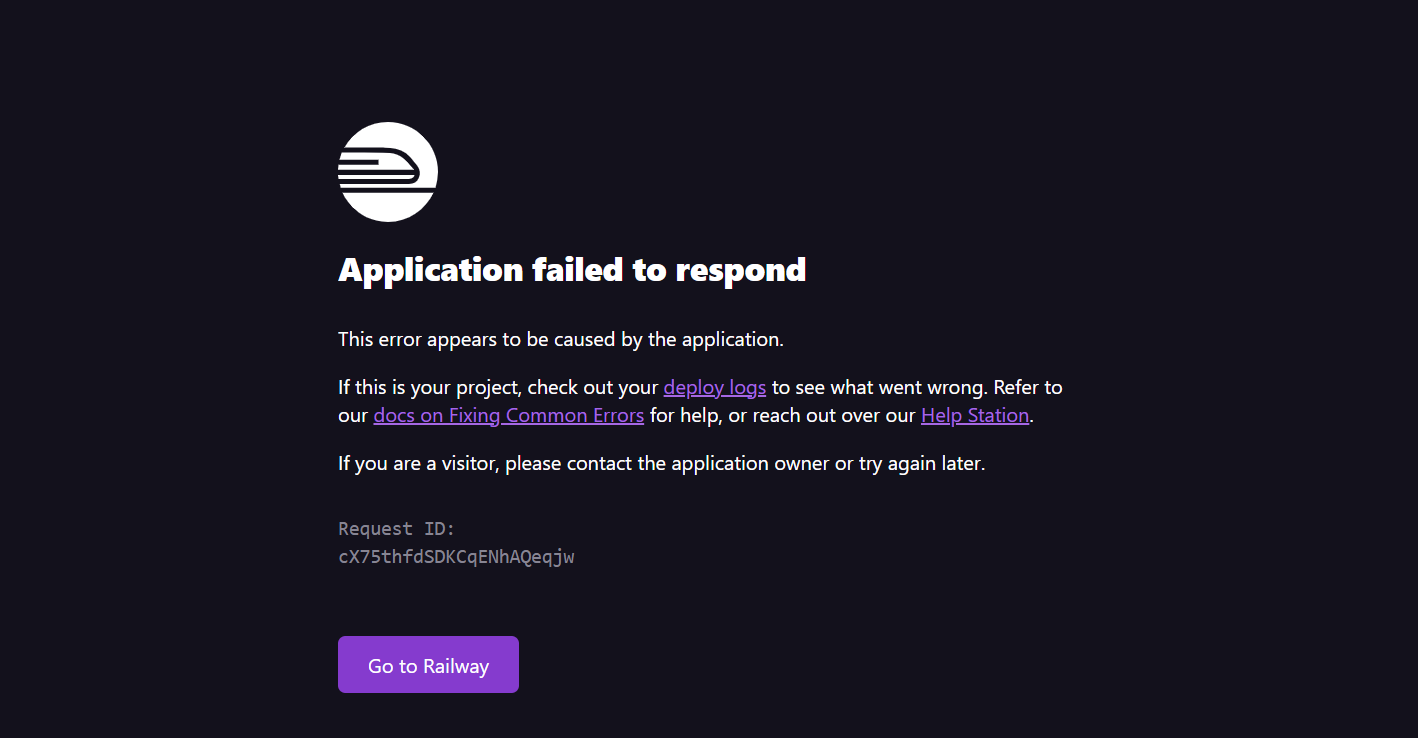 Application failed to respond
This error appears to be caused by the application.
If this is your project, check out your deploy logs to see what went wrong. Refer to
our docs on Fixing Common Errors for help, or reach out over our Help Station.
If you are a visitor, please contact the application owner or try again later.
Request ID:
cX75thfdSDKCqENhAQeqjw
Go to Railway